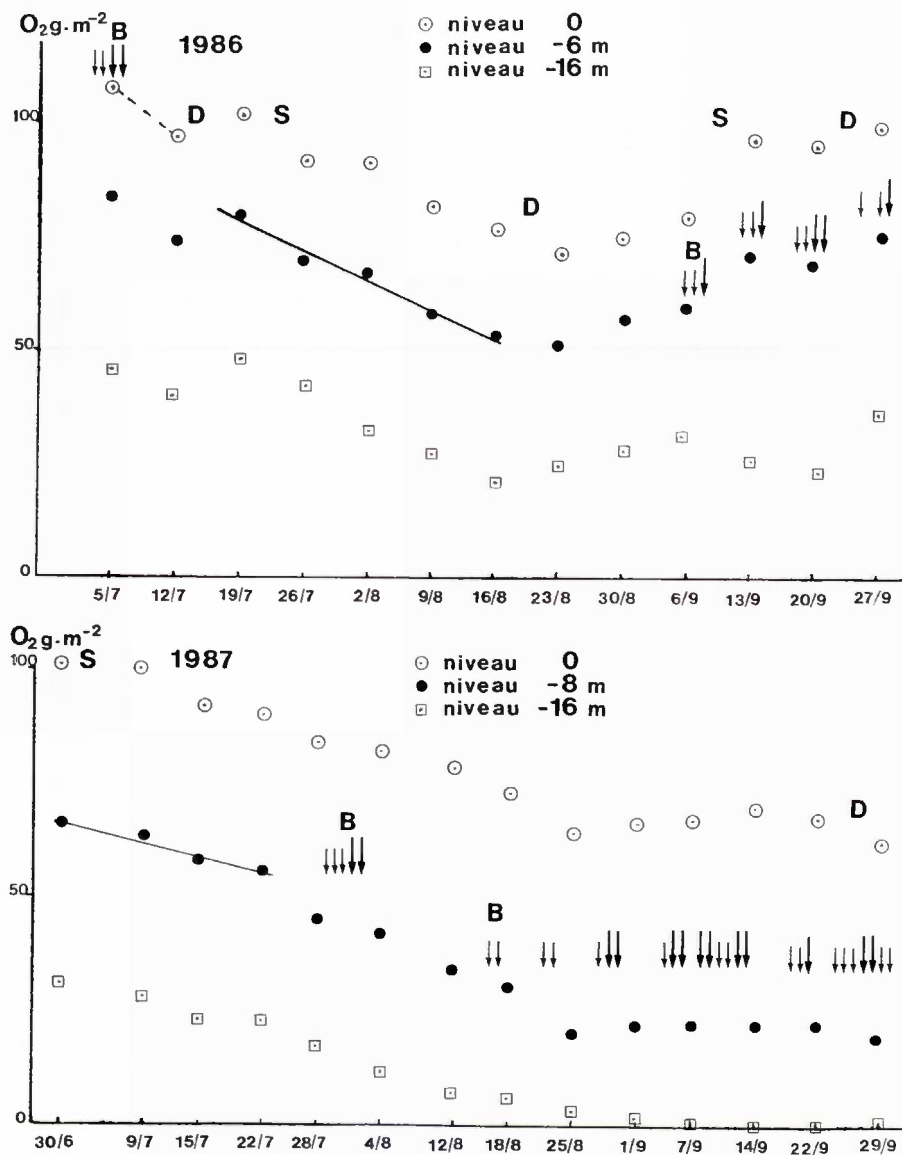 O₂g.m⁻²
B
1986
niveau 0
niveau -6 m
niveau -16 m
100
D
S
S
D
D
B
50
0
5/7 12/7 19/7 26/7 2/8 9/8 16/8 23/8 30/8 6/9 13/9 20/9 27/9
O₂g.m⁻²
100
S
1987
niveau 0
niveau -8 m
niveau -16 m
B
D
50
B
0
30/6 9/7 15/7 22/7 28/7 4/8 12/8 18/8 25/8 1/9 7/9 14/9 22/9 29/9